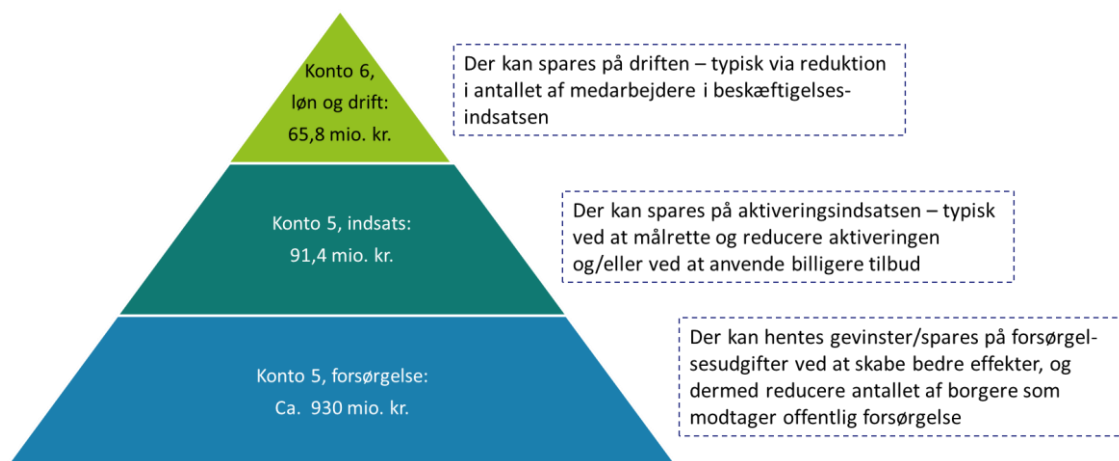 Konto 6,
løn og drift:
65,8 mio. kr.
Der kan spares på driften – typisk via reduktion
i antallet af medarbejdere i beskæftigelses-
indsatsen
Konto 5, indsats:
91,4 mio. kr.
Der kan spares på aktiveringsindsatsen – typisk
ved at målrette og reducere aktiveringen
og/eller ved at anvende billigere tilbud
Konto 5, forsørgelse:
Ca. 930 mio. kr.
Der kan hentes gevinster/spares på forsørgel-
sesudgifter ved at skabe bedre effekter, og
dermed reducere antallet af borgere som
modtager offentlig forsørgelse